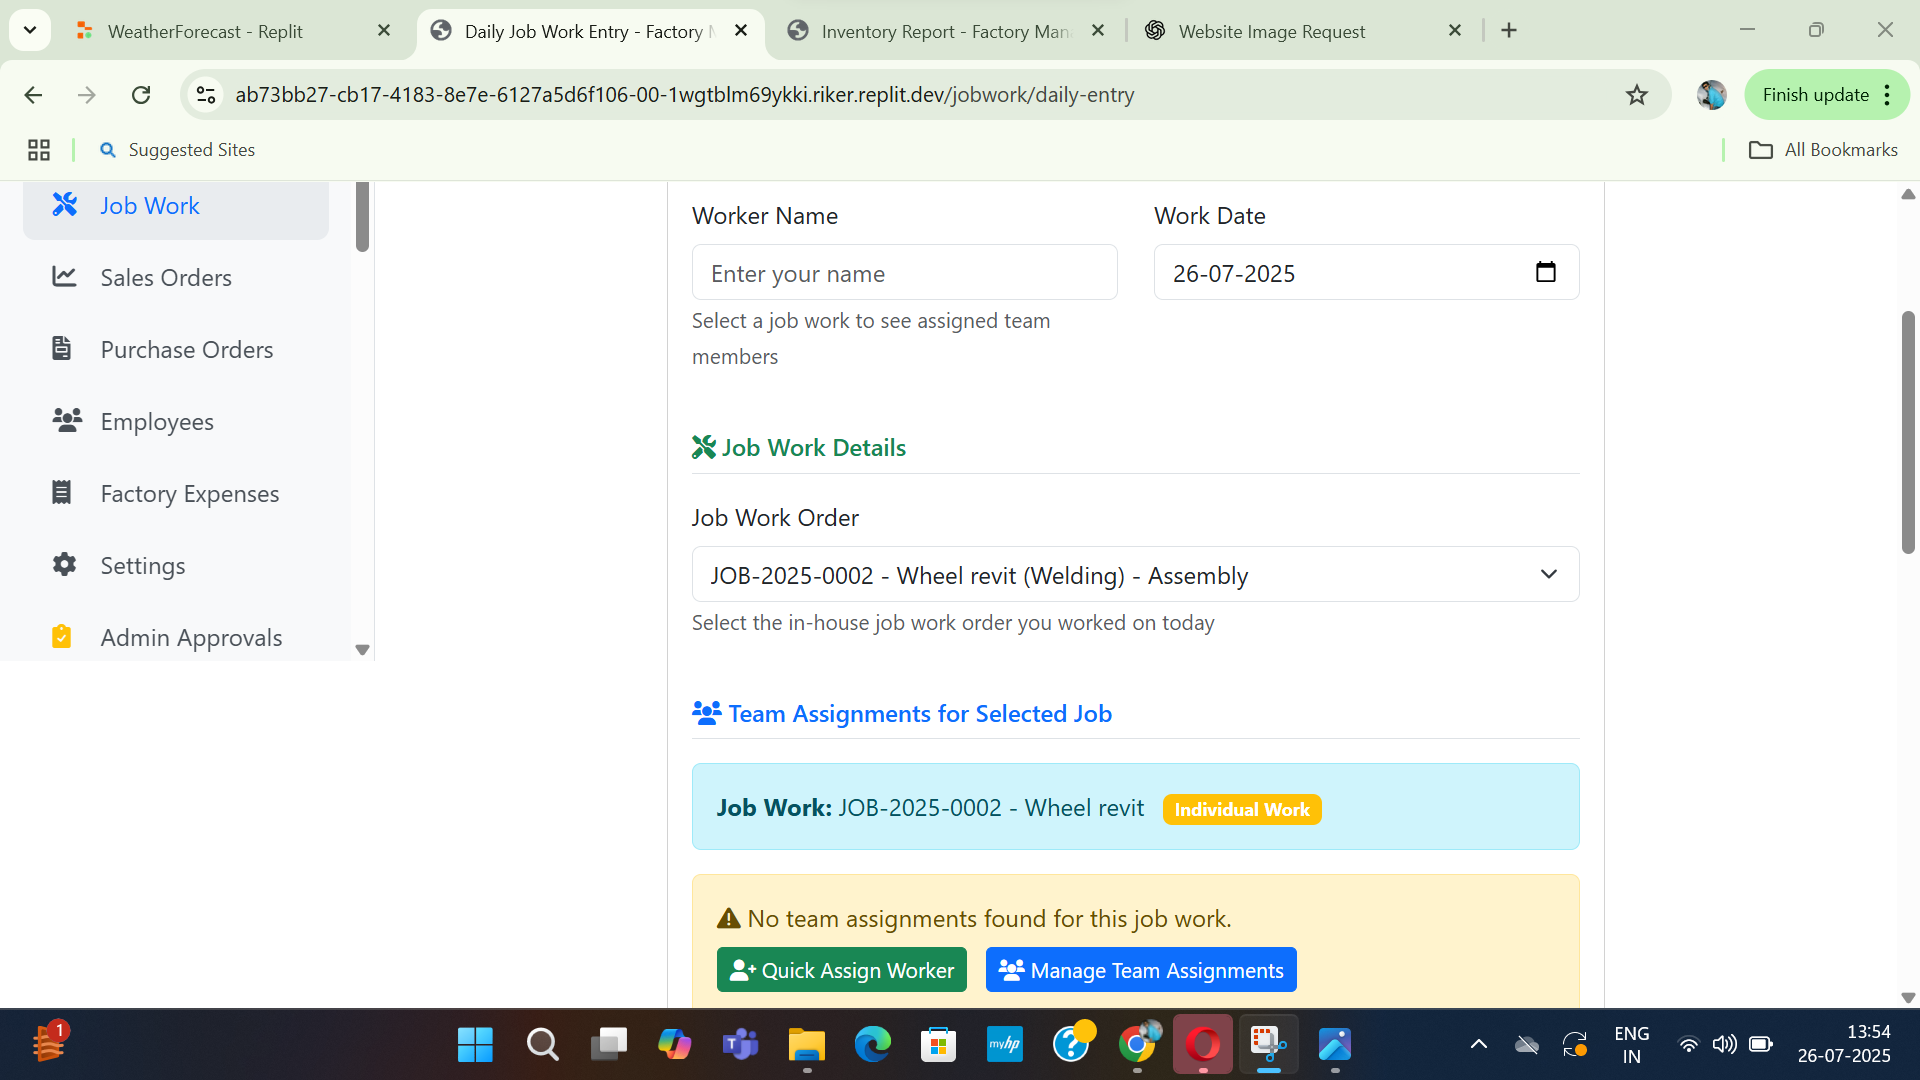 WeatherForecast - Replit
Daily Job Work Entry - Factory
Inventory Report - Factory Man
Website Image Request
ab73bb27-cb17-4183-8e7e-6127a5d6f106-00-1wgtblm69ykki.riker.replit.dev/jobwork/daily-entry
Finish update
Suggested Sites
All Bookmarks
Job Work
Sales Orders
Purchase Orders
Employees
Factory Expenses
Settings
Admin Approvals
Worker Name
Work Date
Enter your name
26-07-2025
Select a job work to see assigned team
members
Job Work Details
Job Work Order
JOB-2025-0002 - Wheel revit (Welding) - Assembly
Select the in-house job work order you worked on today
Team Assignments for Selected Job
Job Work: JOB-2025-0002 - Wheel revit Individual Work
No team assignments found for this job work.
Quick Assign Worker
Manage Team Assignments
1
myhp
ENG
IN
13:54
26-07-2025